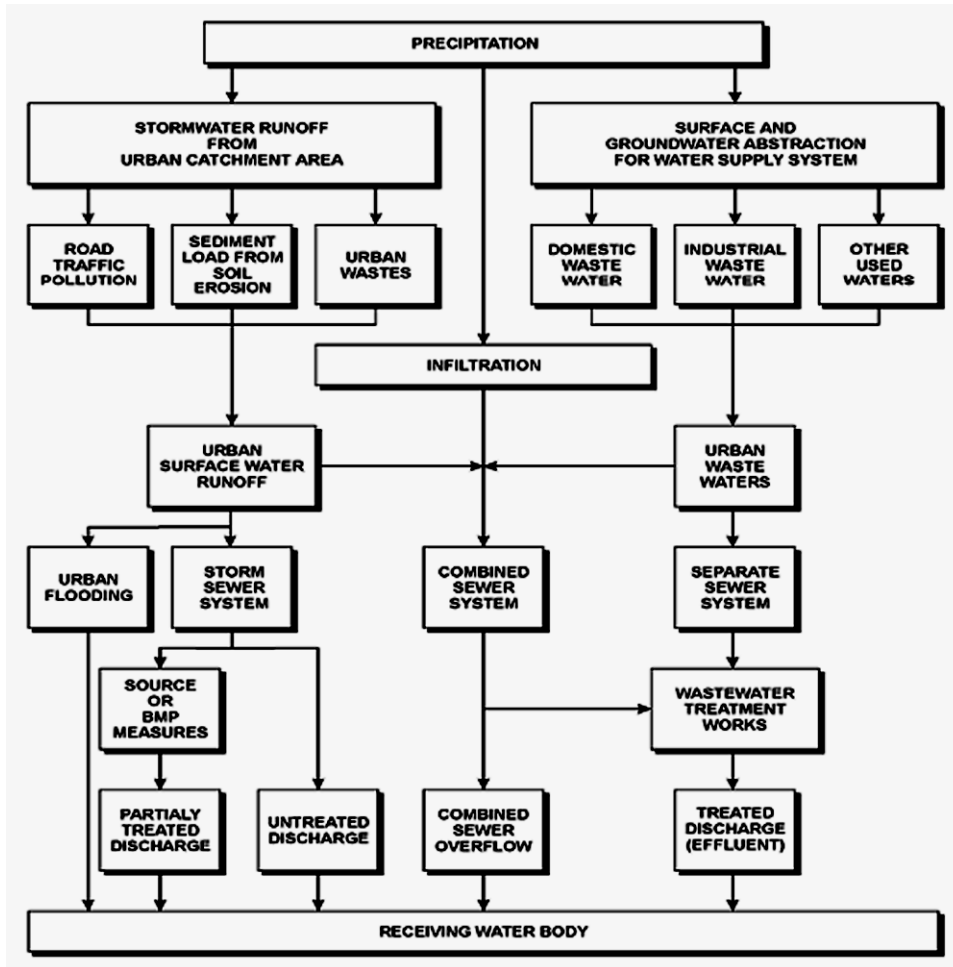 PRECIPITATION
STORMWATER RUNOFF
FROM
URBAN CATCHMENT AREA
SURFACE AND
GROUNDWATER ABSTRACTION
FOR WATER SUPPLY SYSTEM
ROAD
TRAFFIC
POLLUTION
SEDIMENT
LOAD FROM
SOIL
EROSION
URBAN
WASTES
DOMESTIC
WASTE
WATER
INDUSTRIAL
WASTE
WATER
OTHER
USED
WATERS
INFILTRATION
URBAN
SURFACE WATER
RUNOFF
URBAN
WASTE
WATERS
URBAN
FLOODING
STORM
SEWER
SYSTEM
COMBINED
SEWER
SYSTEM
SEPARATE
SEWER
SYSTEM
SOURCE
OR
BMP
MEASURES
WASTEWATER
TREATMENT
WORKS
PARTIALY
TREATED
DISCHARGE
UNTREATED
DISCHARGE
COMBINED
SEWER
OVERFLOW
TREATED
DISCHARGE
(EFFLUENT)
RECEIVING WATER BODY